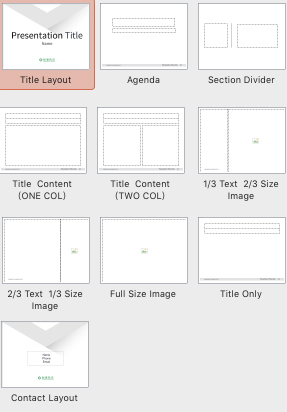 Presentation Title
Name
Title Layout
Agenda
Section Divider
Title Content
(ONE COL)
Title Content
(TWO COL)
1/3 Text 2/3 Size
Image
2/3 Text 1/3 Size
Image
Full Size Image
Title Only
Name
Phone
Email
Contact Layout